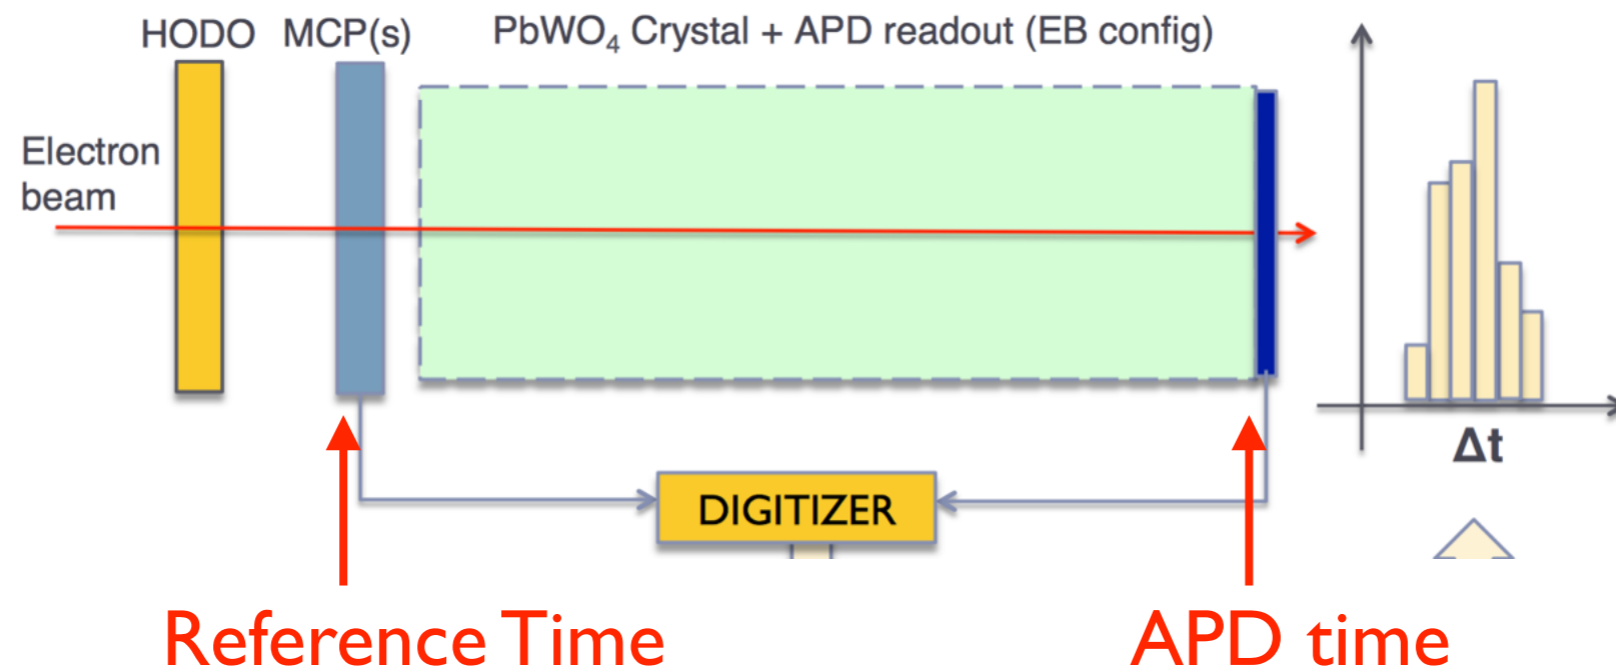 HODO
MCP(s)
PbWO₄ Crystal + APD readout (EB config)
Electron
beam
DIGITIZER
Δt
Reference Time
APD time